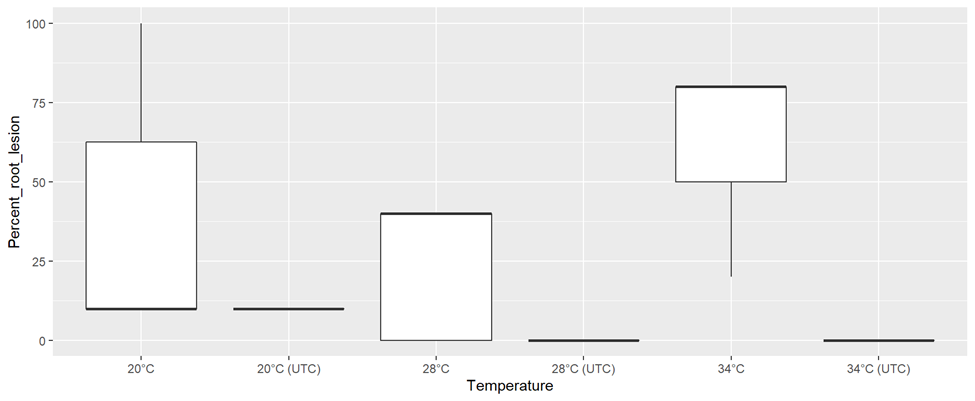 Percent_root_lesion
100
75
50
25
0
20°C
20°C (UTC)
28°C
28°C (UTC)
34°C
34°C (UTC)
Temperature